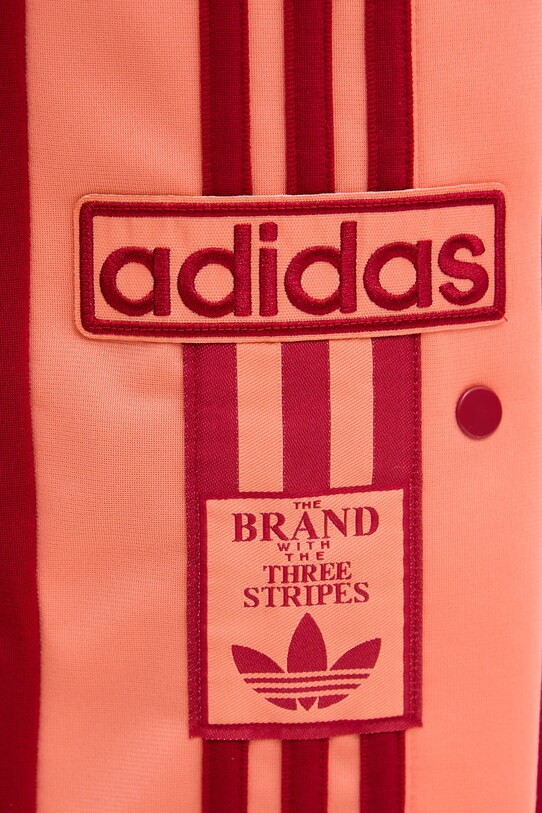 adidas
THE
BRAND
WITH
THE
THREE
STRIPES